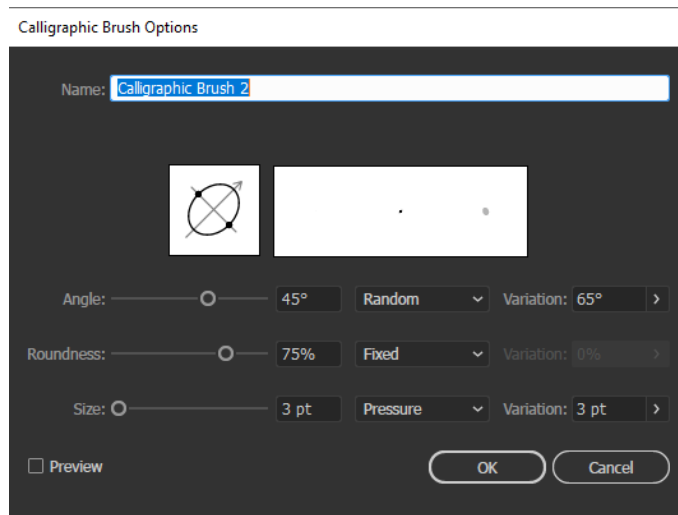 Calligraphic Brush Options
Name: Calligraphic Brush 2
Angle: 45° Random Variation: 65°
Roundness: 75% Fixed Variation: 0%
Size: 3 pt Pressure Variation: 3 pt
Preview OK Cancel